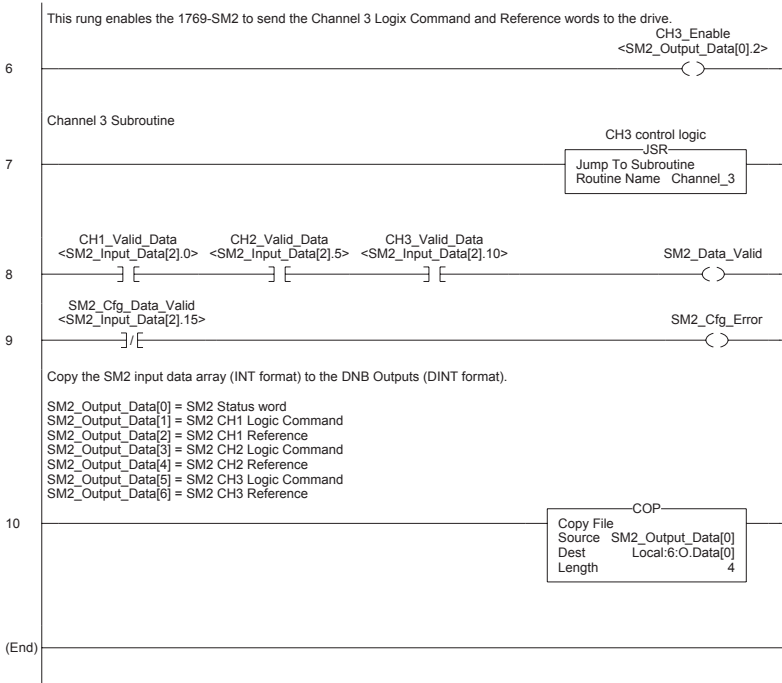 This rung enables the 1769-SM2 to send the Channel 3 Logix Command and Reference words to the drive.
CH3_Enable
<SM2_Output_Data[0].2>
6
Channel 3 Subroutine
CH3 control logic
JSR
7
Jump To Subroutine
Routine Name Channel_3
CH1_Valid_Data CH2_Valid_Data CH3_Valid_Data
<SM2_Input_Data[2].0> <SM2_Input_Data[2].5> <SM2_Input_Data[2].10> SM2_Data_Valid
8
SM2_Cfg_Data_Valid
<SM2_Input_Data[2].15> SM2_Cfg_Error
9
Copy the SM2 input data array (INT format) to the DNB Outputs (DINT format).
SM2_Output_Data[0] = SM2 Status word
SM2_Output_Data[1] = SM2 CH1 Logic Command
SM2_Output_Data[2] = SM2 CH1 Reference
SM2_Output_Data[3] = SM2 CH2 Logic Command
SM2_Output_Data[4] = SM2 CH2 Reference
SM2_Output_Data[5] = SM2 CH3 Logic Command
SM2_Output_Data[6] = SM2 CH3 Reference
COP
10
Copy File
Source SM2_Output_Data[0]
Dest Local:6:O.Data[0]
Length 4
(End)